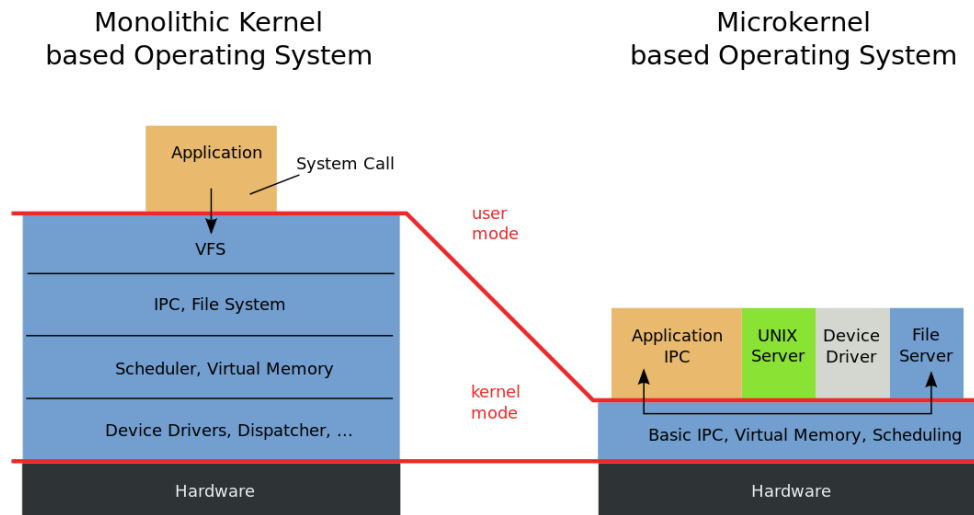 Monolithic Kernel
based Operating System
Microkernel
based Operating System
Application
System Call
user
mode
VFS
IPC, File System
Scheduler, Virtual Memory
Device Drivers, Dispatcher, ...
Hardware
kernel
mode
Application
IPC
UNIX
Server
Device
Driver
File
Server
Basic IPC, Virtual Memory, Scheduling
Hardware